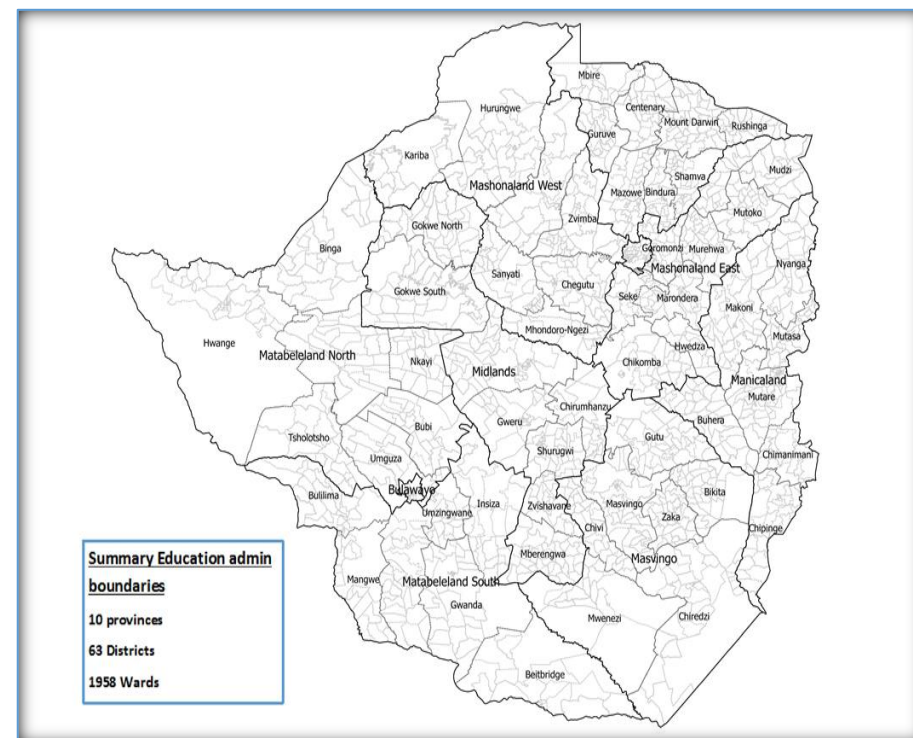 Mbire
Hurungwe
Centenary
Mount Darwin
Rushinga
Guruve
Kariba
Mudzi
Shamva
Mashonaland West
Mazowe
Bindura
Mutoko
Zvimba
Gokwe North
Binga
Goromonzi
Murehwa
Nyanga
Mashonaland East
Sanyati
Chegutu
Gokwe South
Seke
Marondera
Makoni
Mhondoro-Ngezi
Mutasa
Hwange
Hwedza
Matabeleland North
Nkayi
Chikomba
Midlands
Manicaland
Mutare
Chirumhanzu
Gweru
Buhera
Bubi
Tsholotsho
Gutu
Shurugwi
Chimanimani
Umguza
Bulawayo
Bulilima
Bikita
Insiza
Zvishavane
Masvingo
Umzingwane
Zaka
Chipinge
Chivi
Mberengwa
Masvingo
Summary Education admin
boundaries
10 provinces
63 Districts
1958 Wards
Mangwe
Matabeleland South
Gwanda
Mwenezi
Chiredzi
Beitbridge